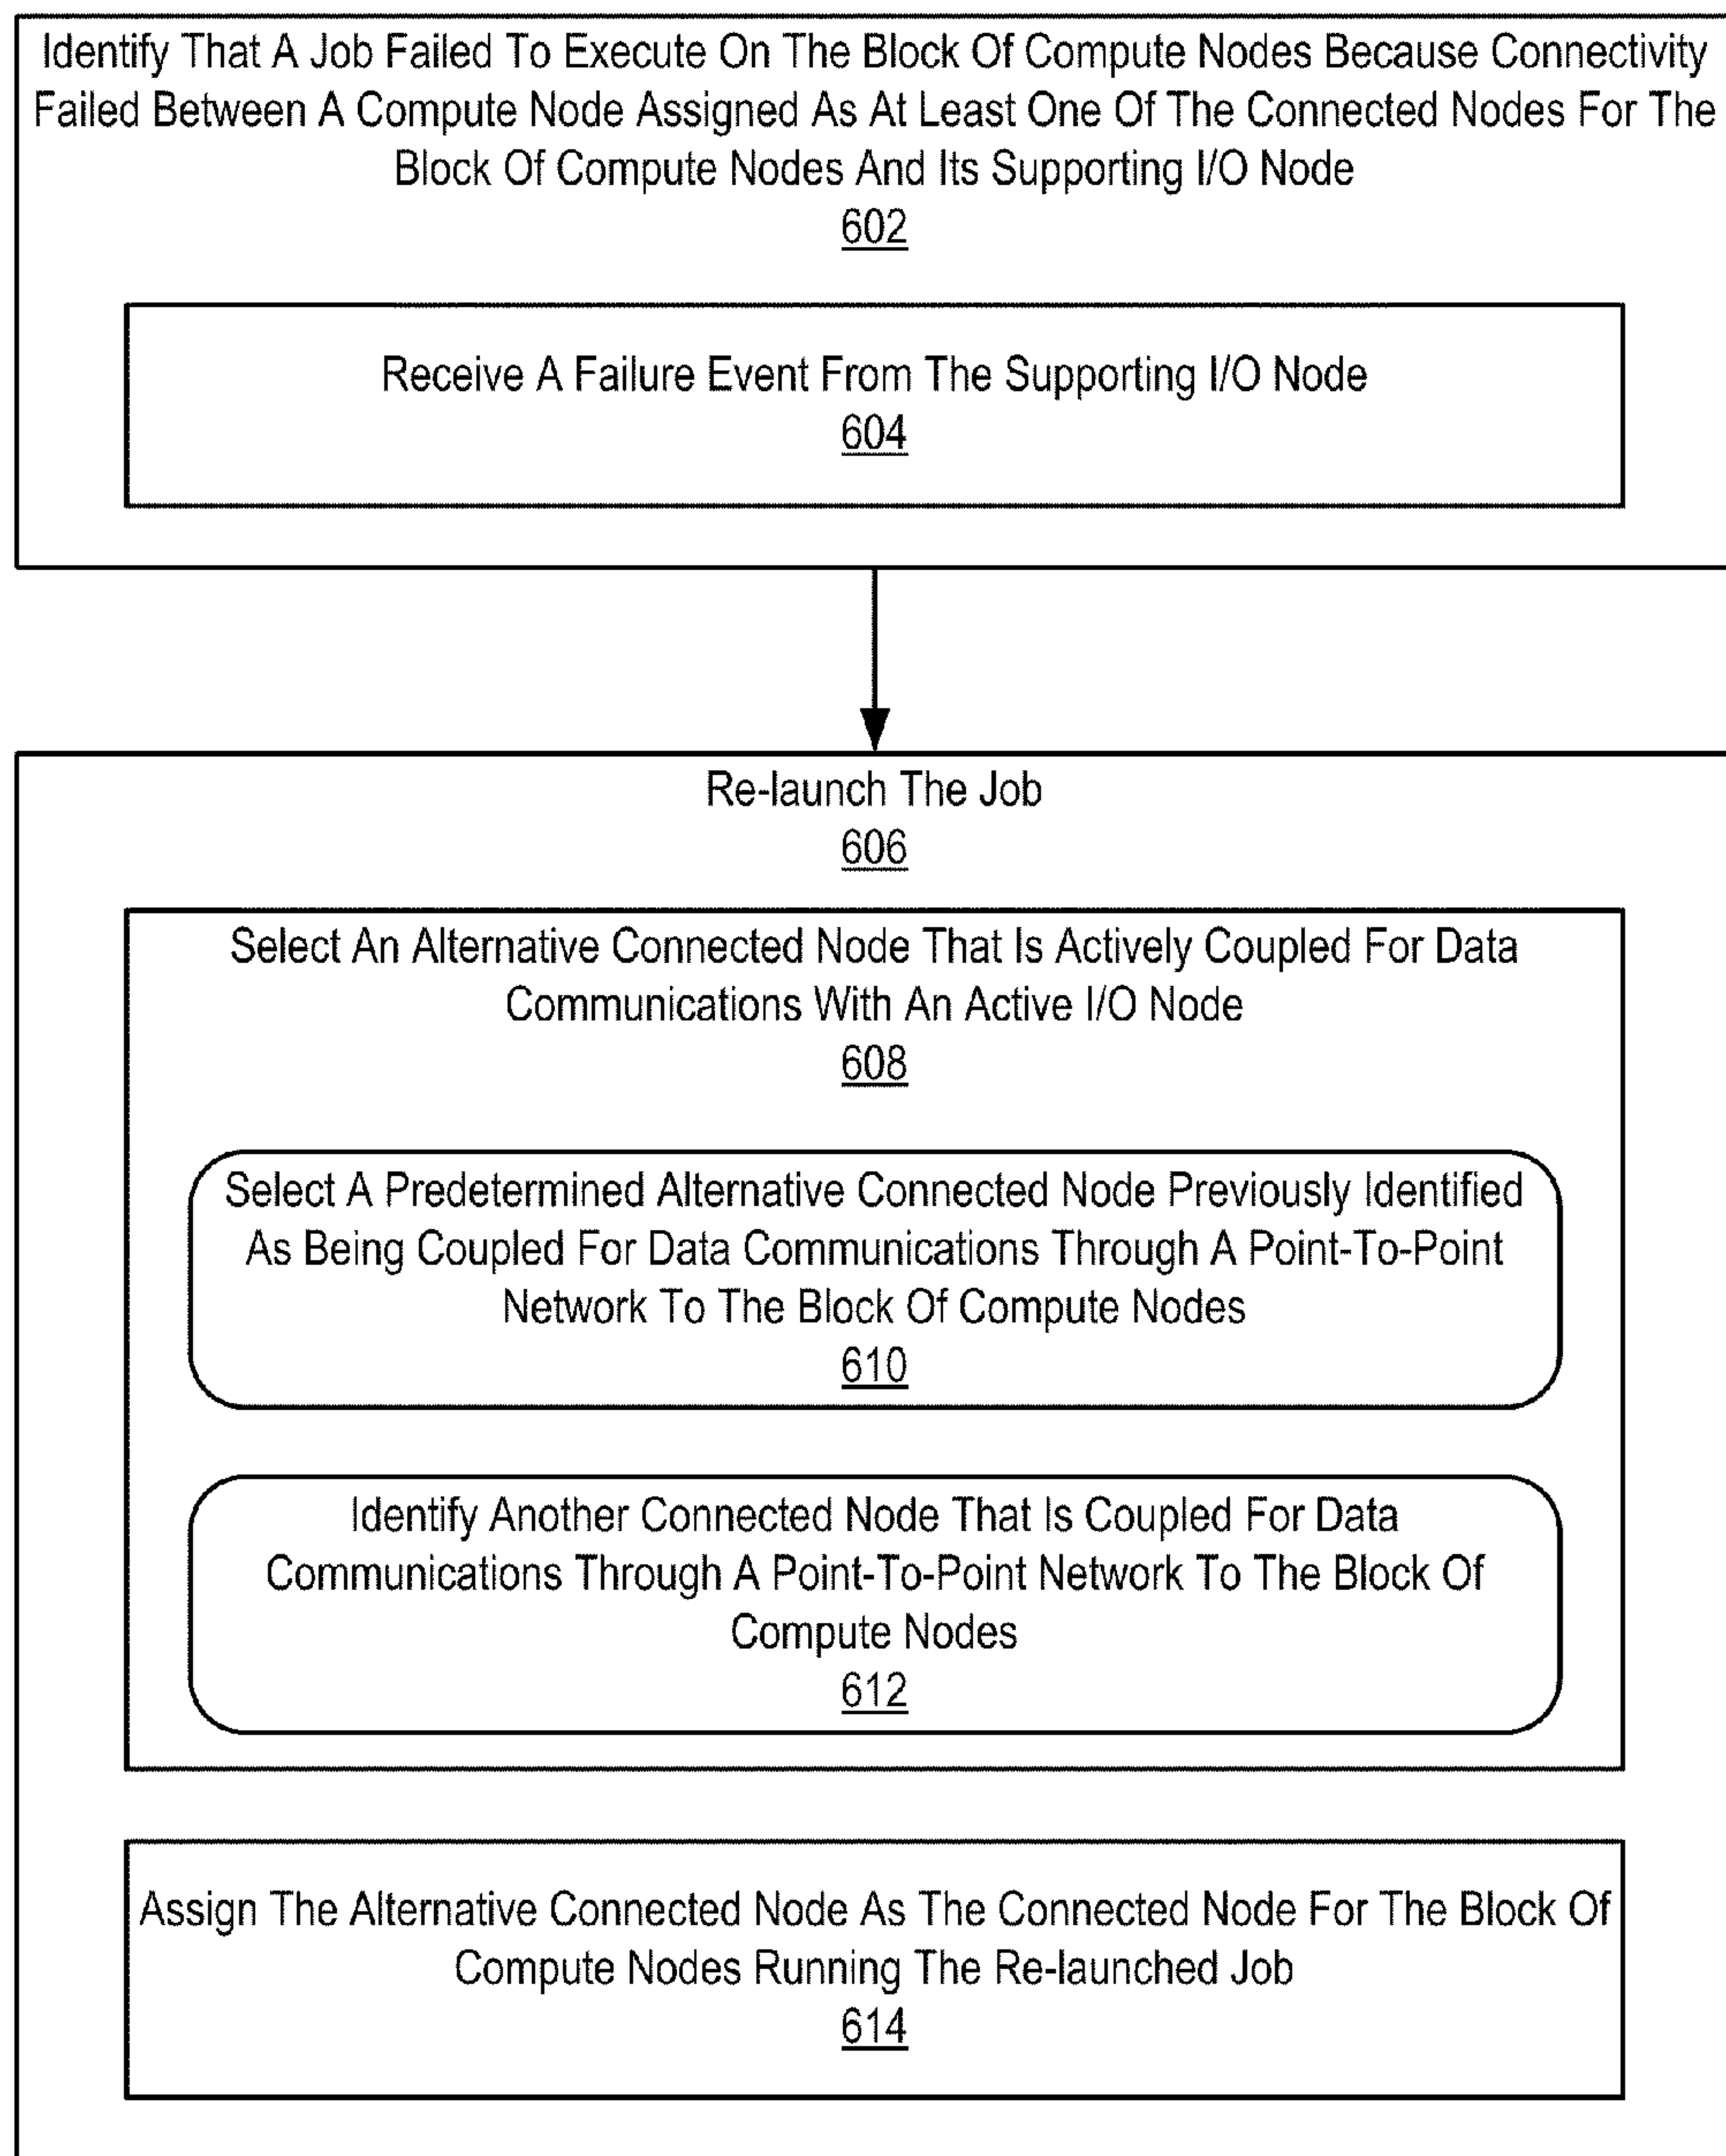 Identify That A Job Failed To Execute On The Block Of Compute Nodes Because Connectivity
Failed Between A Compute Node Assigned As At Least One Of The Connected Nodes For The
Block Of Compute Nodes And Its Supporting I/O Node
602
Receive A Failure Event From The Supporting I/O Node
604
Re-launch The Job
606
Select An Alternative Connected Node That Is Actively Coupled For Data
Communications With An Active I/O Node
608
Select A Predetermined Alternative Connected Node Previously Identified
As Being Coupled For Data Communications Through A Point-To-Point
Network To The Block Of Compute Nodes
610
Identify Another Connected Node That Is Coupled For Data
Communications Through A Point-To-Point Network To The Block Of
Compute Nodes
612
Assign The Alternative Connected Node As The Connected Node For The Block Of
Compute Nodes Running The Re-launched Job
614